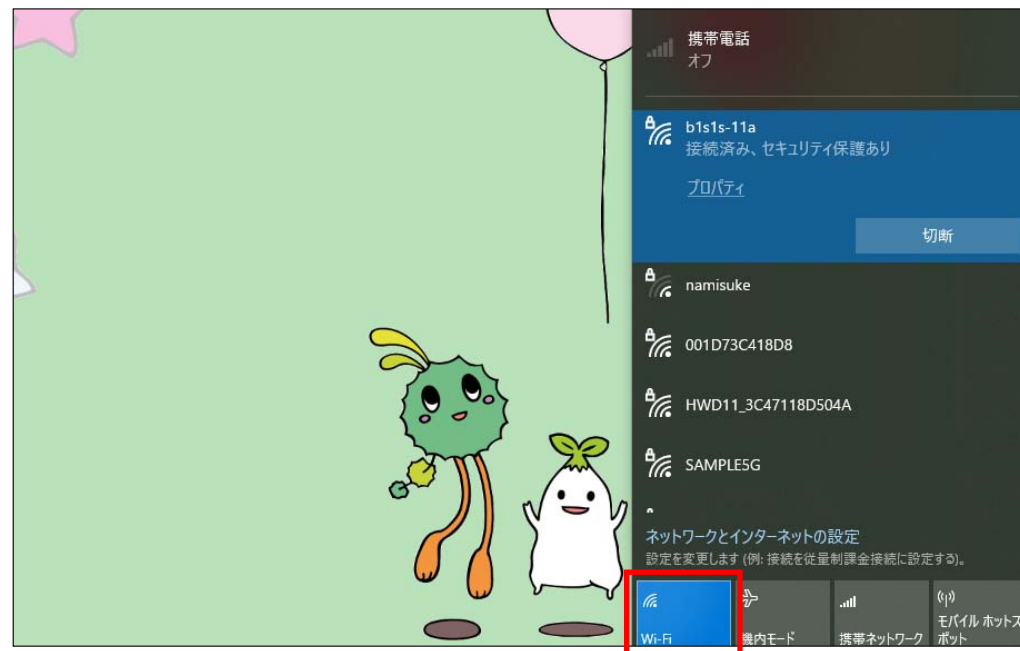 携帯電話
オフ
b1s1s-11a
接続済み、セキュリティ保護あり
プロパティ
切断
namisuke
001D73C418D8
HWD11_3C47118D504A
SAMPLE5G
ネットワークとインターネットの設定
設定を変更します (例: 接続を従量制課金接続に設定する)。
Wi-Fi
機内モード
携帯ネットワーク
モバイル ホットス
ポット